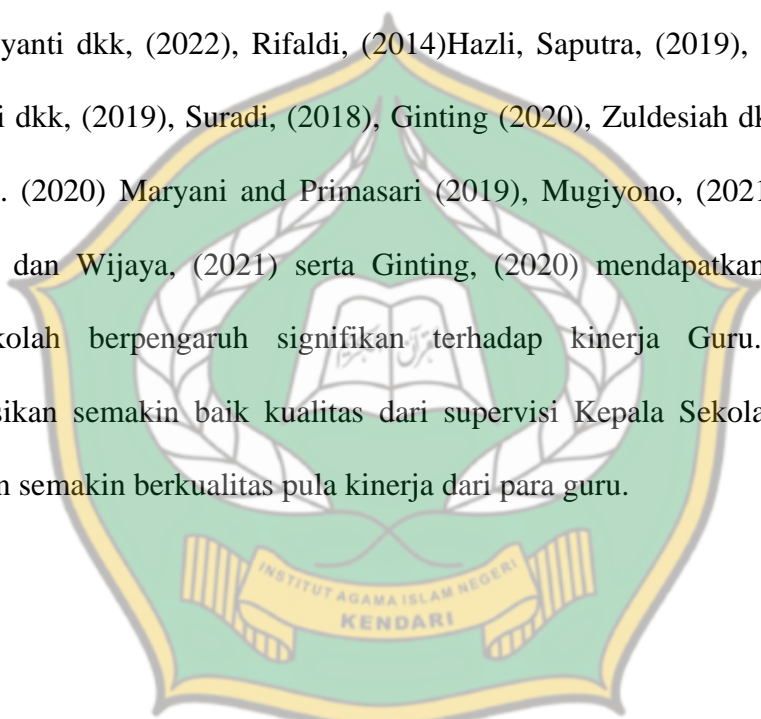 yanti dkk, (2022), Rifaldi, (2014)Hazli, Saputra, (2019),
i dkk, (2019), Suradi, (2018), Ginting (2020), Zuldesiah dk
. (2020) Maryani and Primasari (2019), Mugiyono, (2021
dan Wijaya, (2021) serta Ginting, (2020) mendapatkan
kolah berpengaruh signifikan terhadap kinerja Guru.
sikan semakin baik kualitas dari supervisi Kepala Sekola
n semakin berkualitas pula kinerja dari para guru.
INSTITUT AGAMA ISLAM NEGERI
KENDARI